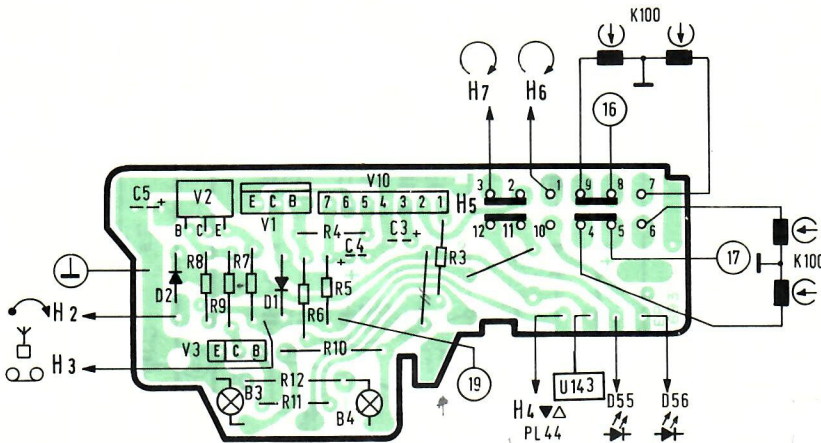 K100
H7
H6
16
3 2 1 9 8 7
C5
V2
V10
V1
E C B
7 6 5 4 3 2 1
H5
B C E
R4
C3
C4
12 11 10 4 5 6
R8 R7
R3
17
K100
D2
R9
D1
R5
R6
H2
V3
E C B
R10
H3
19
R12
B3
R11
B4
U143
H4
D55
D56
PL44